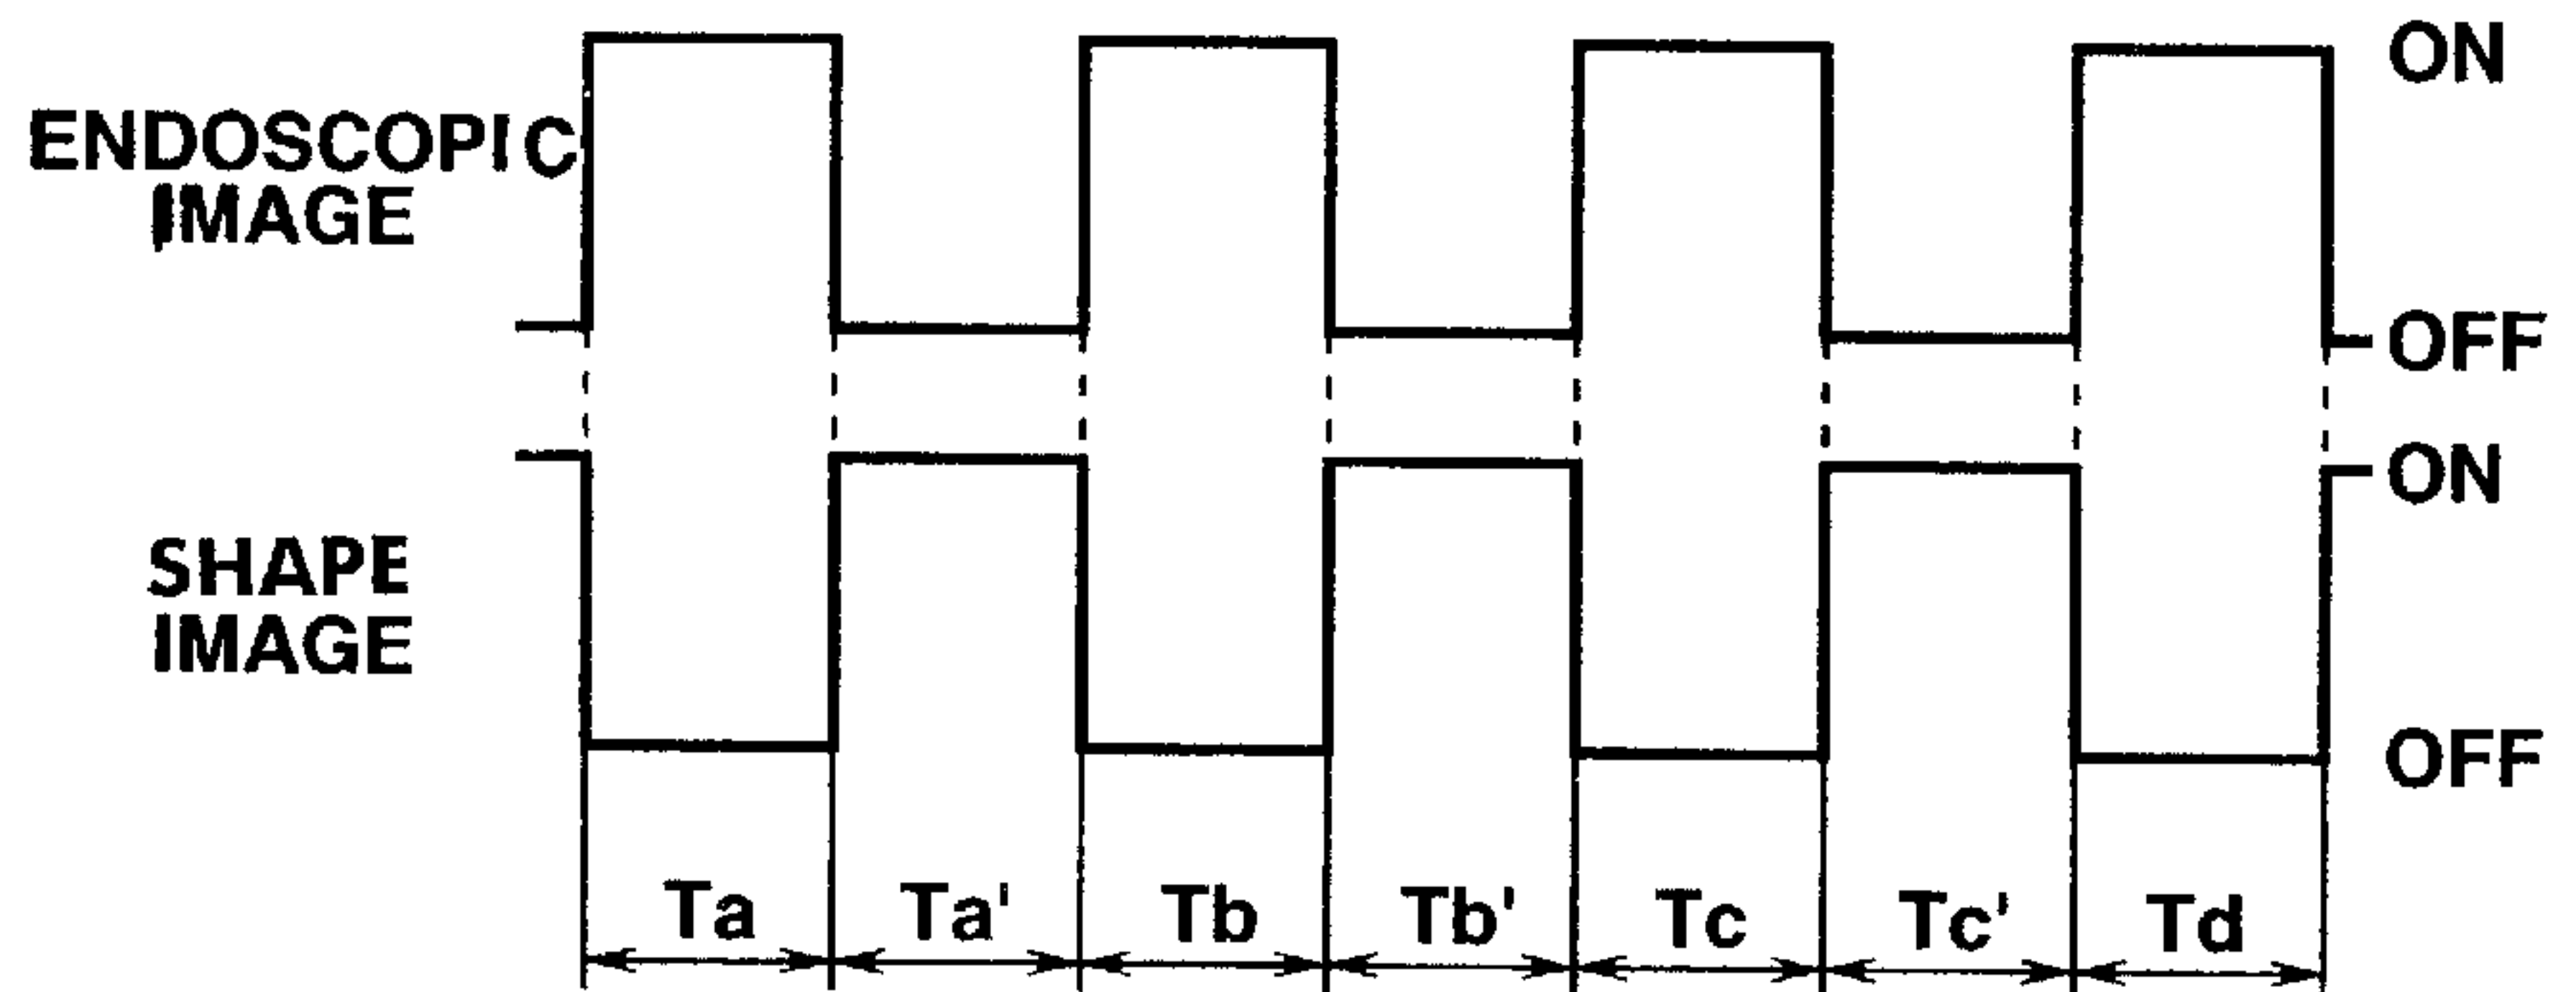 ON
ENDOSCOPIC
IMAGE
OFF
ON
SHAPE
IMAGE
OFF
Ta Ta' Tb Tb' Tc Tc' Td